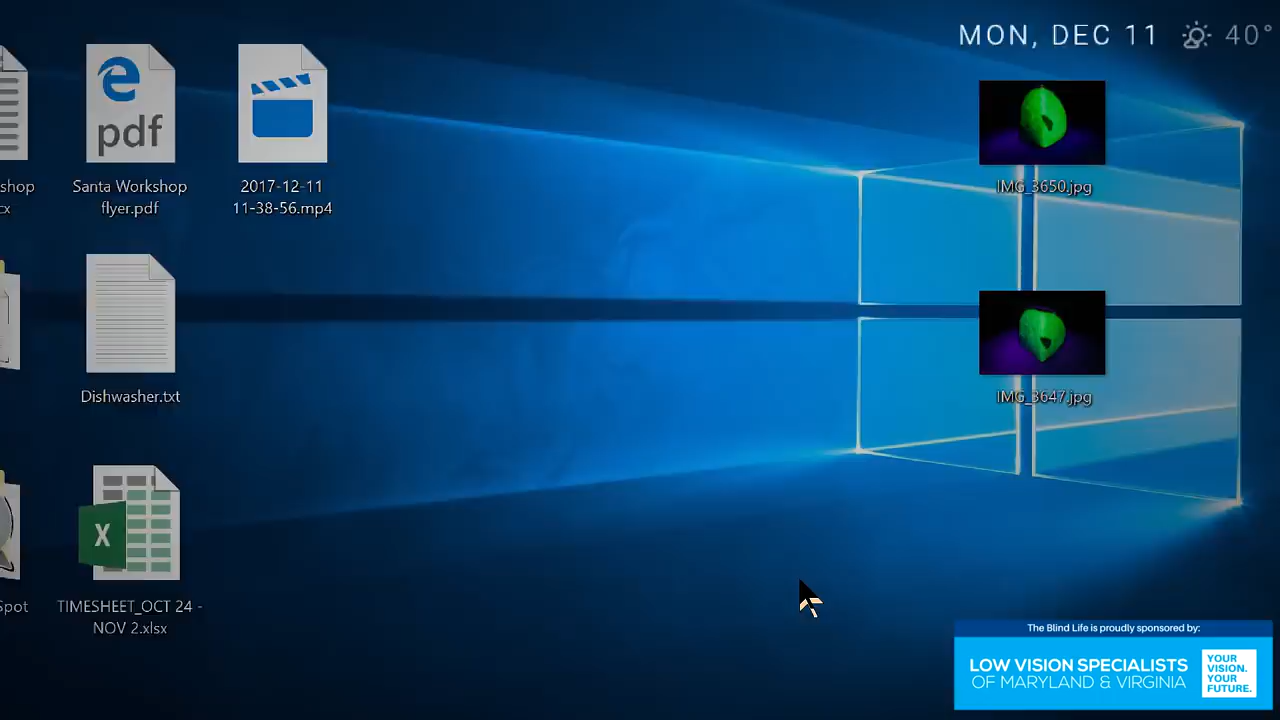 MON, DEC 11 40°
pdf
shop
cx
Santa Workshop
flyer.pdf
2017-12-11
11-38-56.mp4
IMG_3650.jpg
Dishwasher.txt
IMG_3647.jpg
X
Spot
TIMESHEET_OCT 24 -
NOV 2.xlsx
The Blind Life is proudly sponsored by:
LOW VISION SPECIALISTS
OF MARYLAND & VIRGINIA
YOUR
VISION.
YOUR
FUTURE.